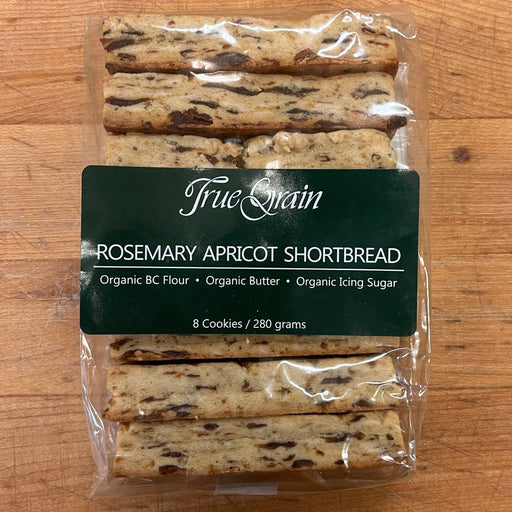 True Grain
ROSEMARY APRICOT SHORTBREAD
Organic BC Flour • Organic Butter • Organic Icing Sugar
8 Cookies / 280 grams